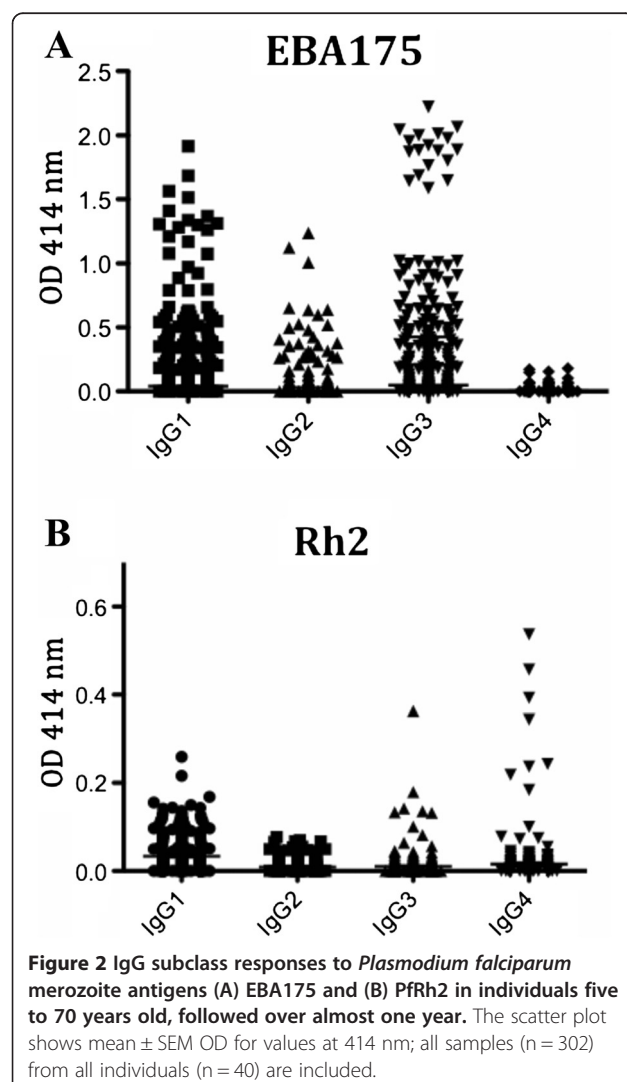 A
EBA175
OD 414 nm
2.5
2.0
1.5
1.0
0.5
0.0
IgG1
IgG2
IgG3
IgG4
B
Rh2
OD 414 nm
0.6
0.4
0.2
0.0
IgG1
IgG2
IgG3
IgG4
Figure 2 IgG subclass responses to Plasmodium falciparum
merozoite antigens (A) EBA175 and (B) PfRh2 in individuals five
to 70 years old, followed over almost one year. The scatter plot
shows mean ± SEM OD for values at 414 nm; all samples (n = 302)
from all individuals (n = 40) are included.